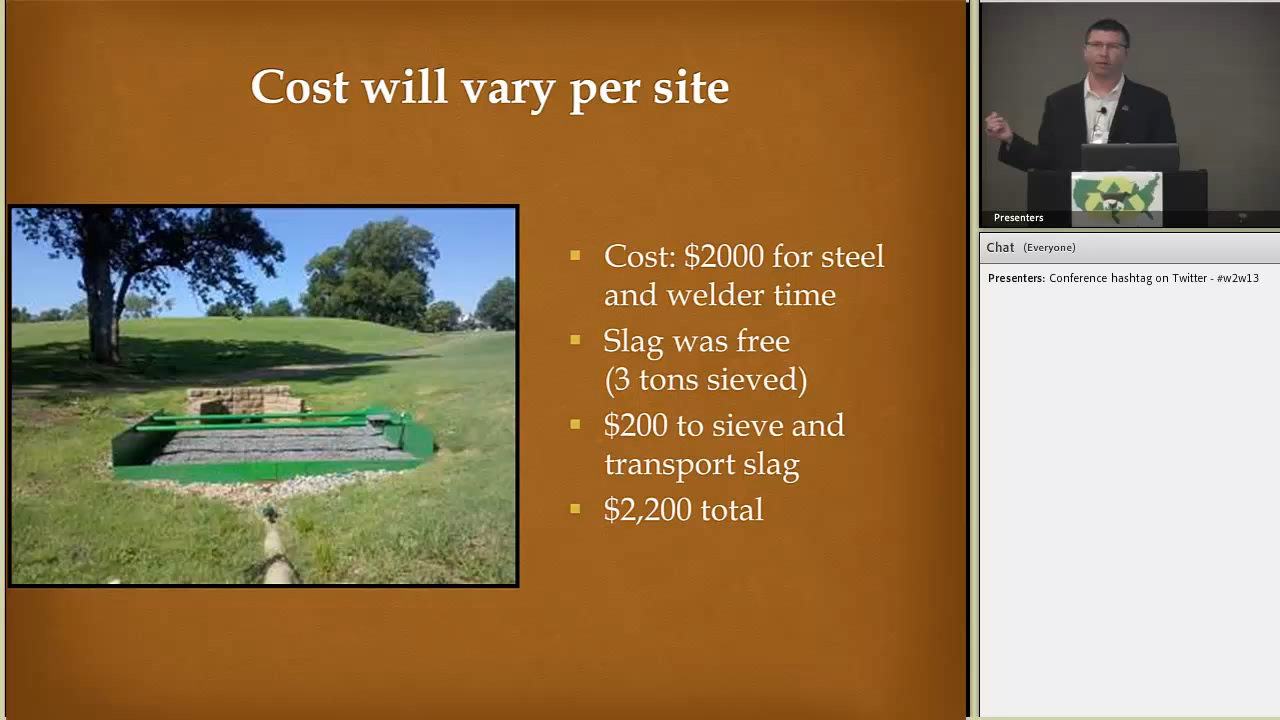 Cost will vary per site
▪ Cost: $2000 for steel
and welder time
▪ Slag was free
(3 tons sieved)
▪ $200 to sieve and
transport slag
▪ $2,200 total
Presenters
Chat (Everyone)
Presenters: Conference hashtag on Twitter - #w2w13